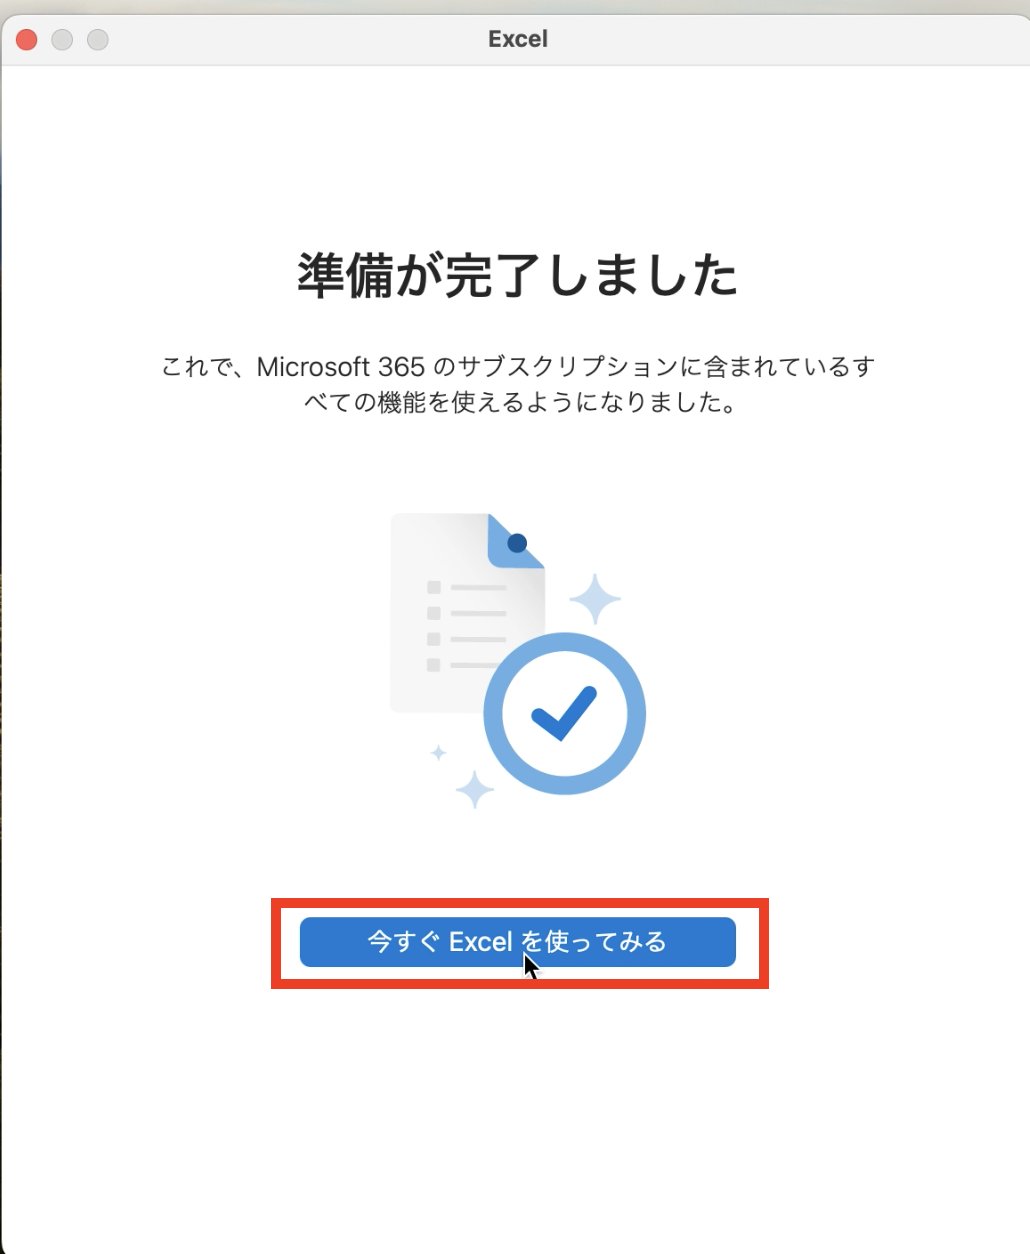 Excel
準備が完了しました
これで、Microsoft 365 のサブスクリプションに含まれているす
べての機能を使えるようになりました。
今すぐ Excel を使ってみる